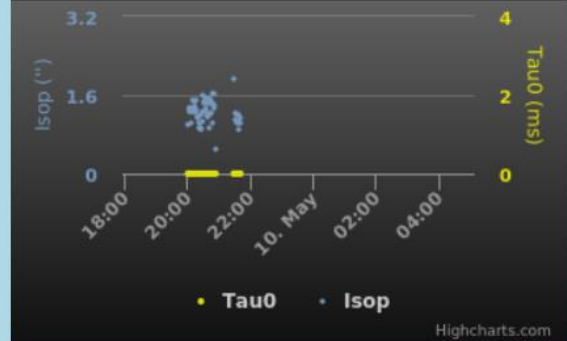 3.2
4
Isop (")
1.6
2
Tau0 (ms)
0
0
18:00
20:00
22:00
10. May
02:00
04:00
Tau0
Isop
Highcharts.com